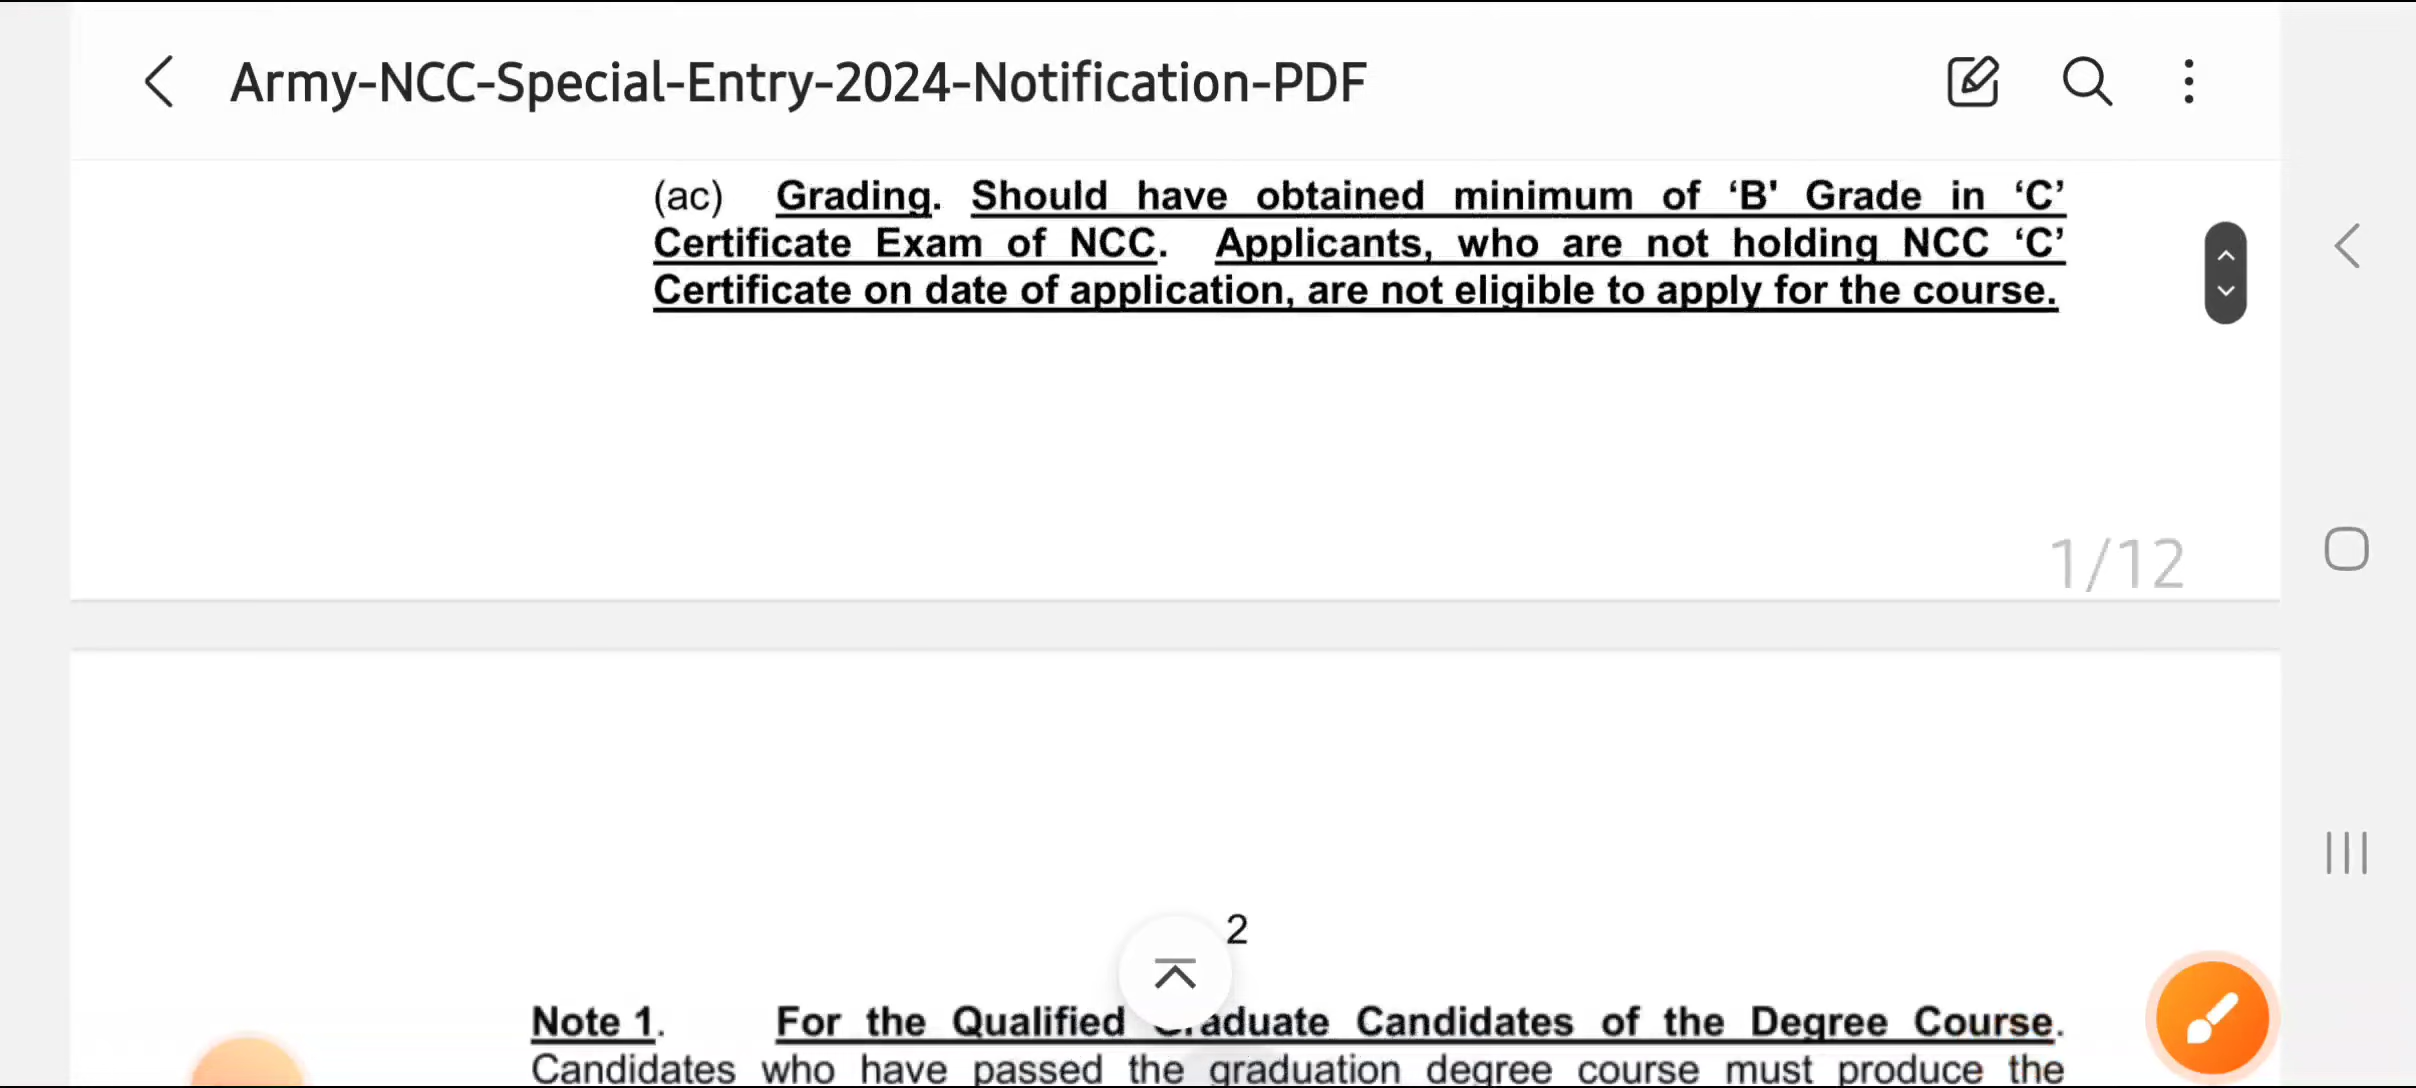 Army-NCC-Special-Entry-2024-Notification-PDF
(ac) Grading. Should have obtained minimum of ‘B' Grade in ‘C’
Certificate Exam of NCC. Applicants, who are not holding NCC ‘C’
Certificate on date of application, are not eligible to apply for the course.
1/12
2
Note 1. For the Qualified Graduate Candidates of the Degree Course.
Candidates who have passed the graduation degree course must produce the